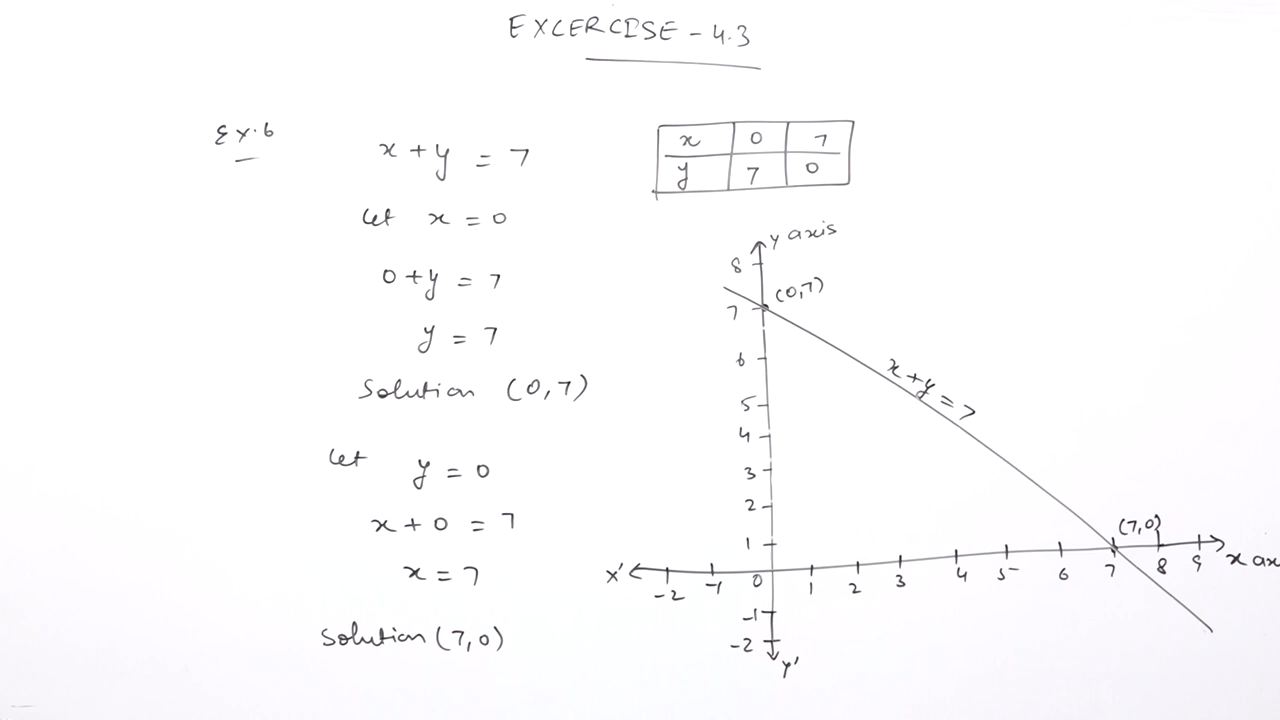 EXCERCISE - 4.3
Ex.6
x + y = 7
let x = 0
0 + y = 7
y = 7
Solution (0,7)
let y = 0
x + 0 = 7
x = 7
Solution (7,0)
x 0 7
y 7 0
y axis
8
(0,7)
7
6
x + y = 7
5
4
3
2
1
(7,0)
x' -2 -1 0 1 2 3 4 5 6 7 8 9 x ax
-1
-2
y'